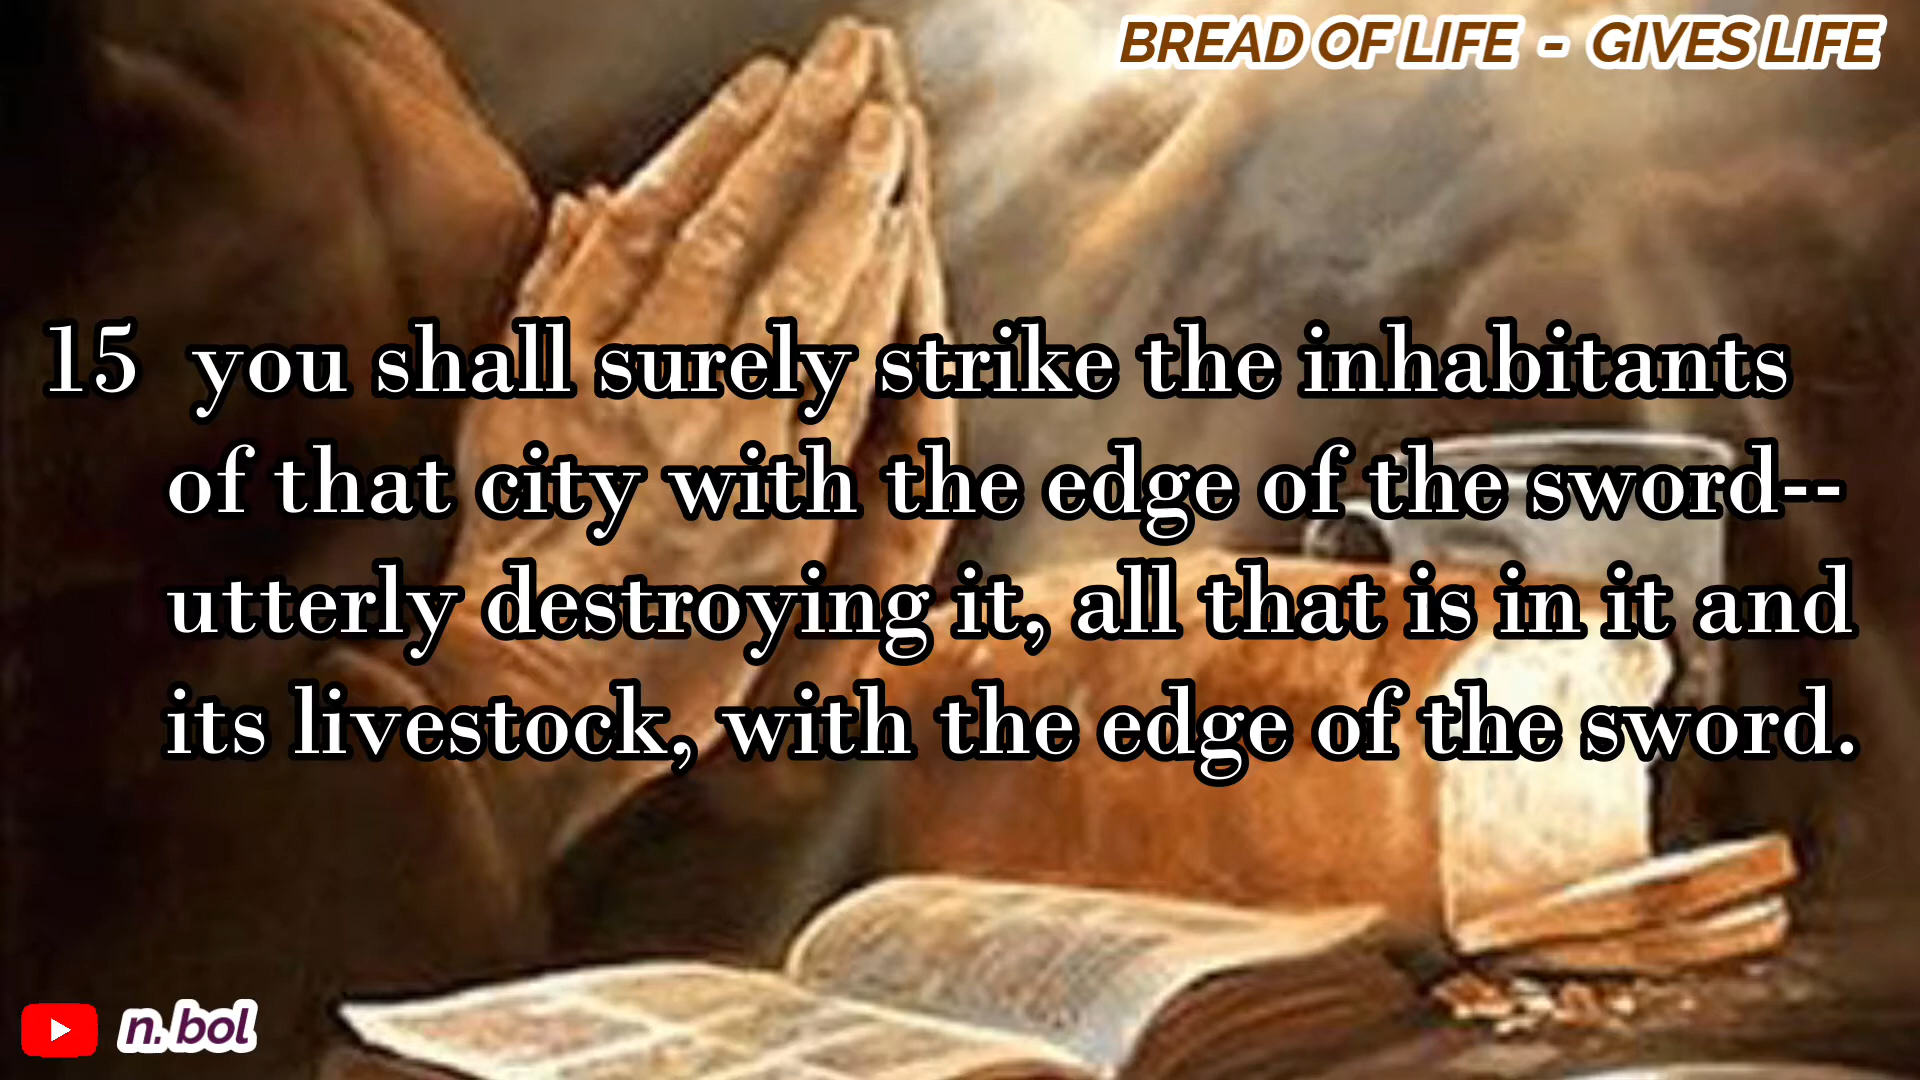 BREAD OF LIFE - GIVES LIFE
15 you shall surely strike the inhabitants
of that city with the edge of the sword--
utterly destroying it, all that is in it and
its livestock, with the edge of the sword.
n. bol